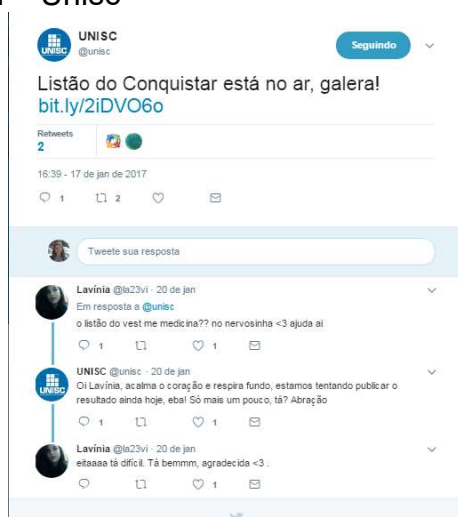 Unisc
UNISC
@unisc
Seguindo
Listão do Conquistar está no ar, galera!
bit.ly/2iDVO6o
Retweets
2
16:39 - 17 de jan de 2017
1 2
Tweete sua resposta
Lavínia @la23vi · 20 de jan
Em resposta a @unisc
o listão do vest me medicina?? no nervosinha <3 ajuda ai
1 1
UNISC @unisc · 20 de jan
Oi Lavínia, acalma o coração e respira fundo, estamos tentando publicar o
resultado ainda hoje, eba! Só mais um pouco, tá? Abração
1 1
Lavínia @la23vi · 20 de jan
eitaaaa tá difícil. Tá bemmm, agradecida <3 .
1